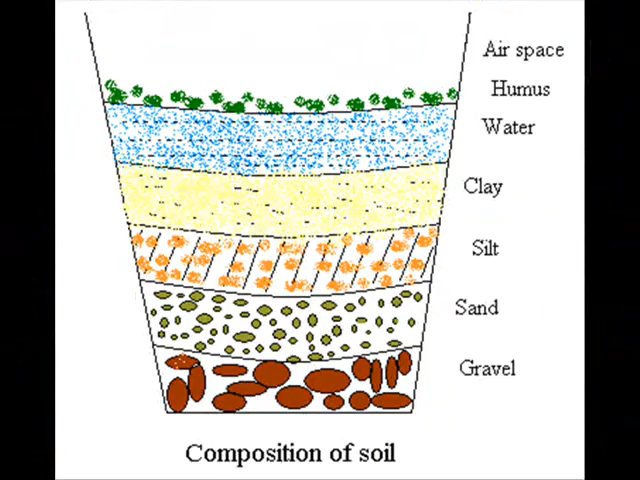 Air space
Humus
Water
Clay
Silt
Sand
Gravel
Composition of soil